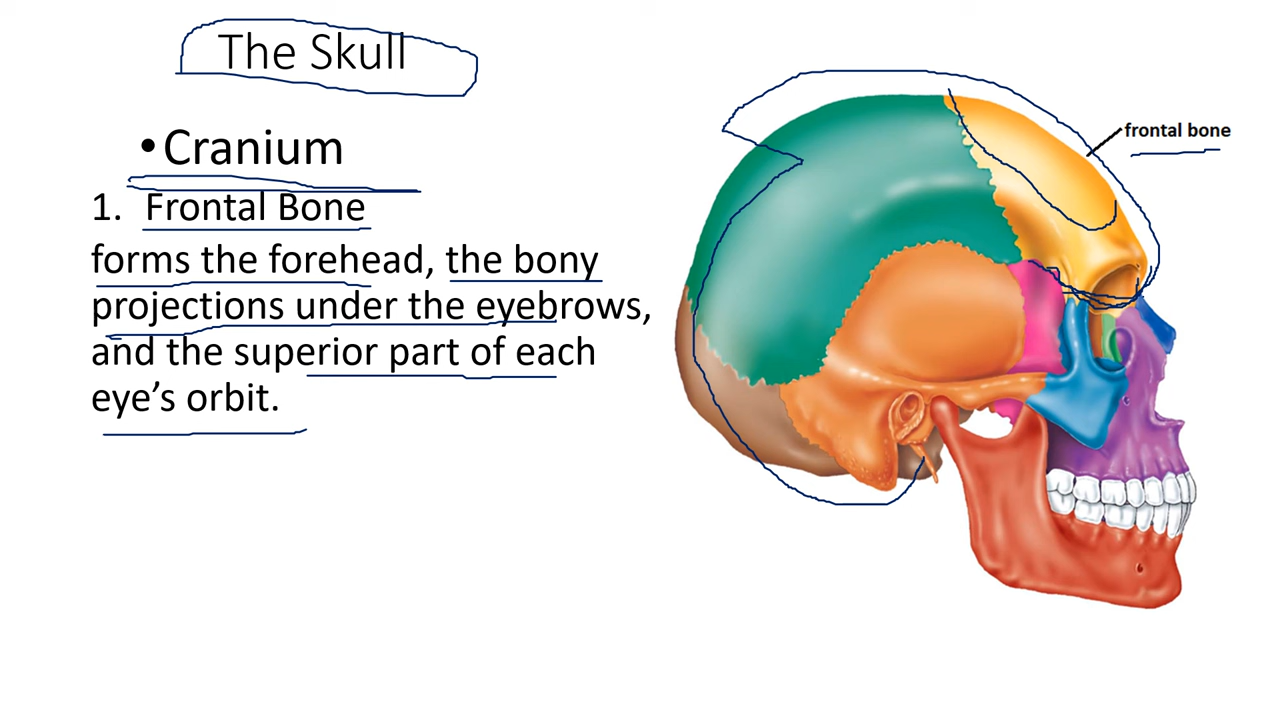 The Skull
•Cranium
1. Frontal Bone
forms the forehead, the bony
projections under the eyebrows,
and the superior part of each
eye’s orbit.
frontal bone